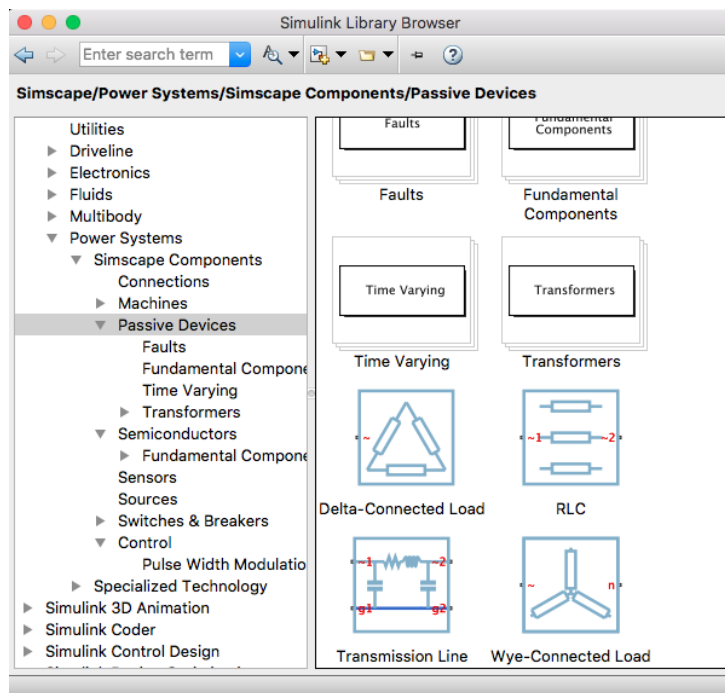 Simulink Library Browser
Enter search term
Simscape/Power Systems/Simscape Components/Passive Devices
Utilities
Driveline
Electronics
Fluids
Multibody
Power Systems
Simscape Components
Connections
Machines
Passive Devices
Faults
Fundamental Compone
Time Varying
Transformers
Semiconductors
Fundamental Compone
Sensors
Sources
Switches & Breakers
Control
Pulse Width Modulatio
Specialized Technology
Simulink 3D Animation
Simulink Coder
Simulink Control Design
Faults
Fundamental
Components
Faults
Fundamental
Components
Time Varying
Transformers
Time Varying
Transformers
~
~1
~2
Delta-Connected Load
RLC
~1
~2
g1
g2
~
n
Transmission Line
Wye-Connected Load